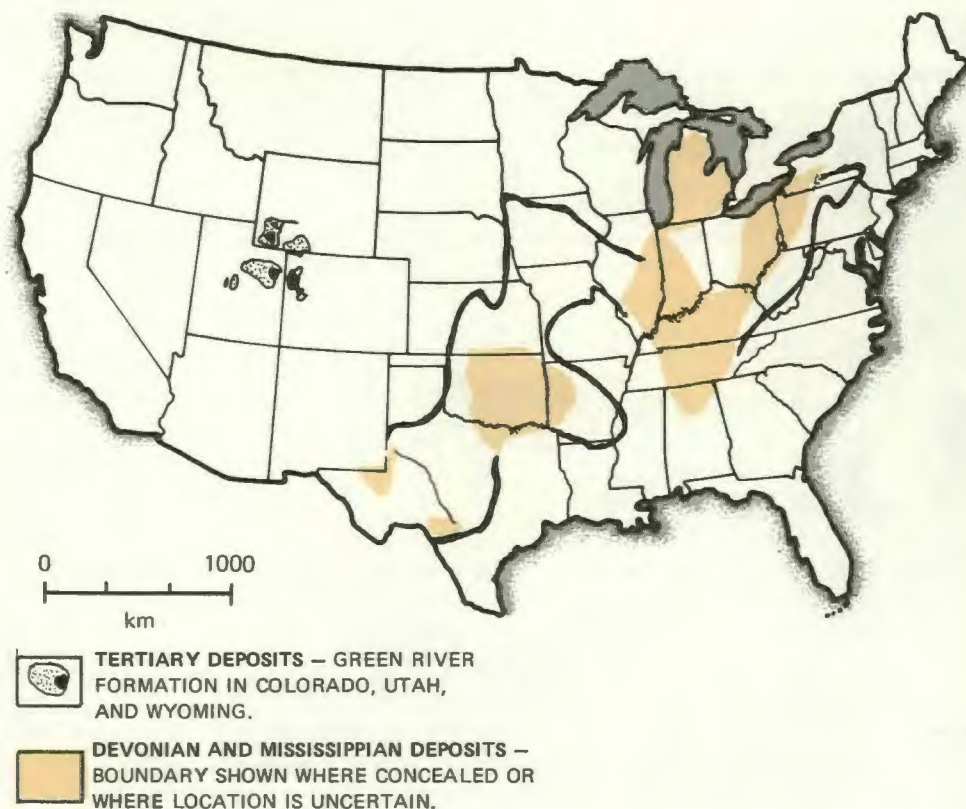 0 1000
km
TERTIARY DEPOSITS – GREEN RIVER
FORMATION IN COLORADO, UTAH,
AND WYOMING.
DEVONIAN AND MISSISSIPPIAN DEPOSITS –
BOUNDARY SHOWN WHERE CONCEALED OR
WHERE LOCATION IS UNCERTAIN.